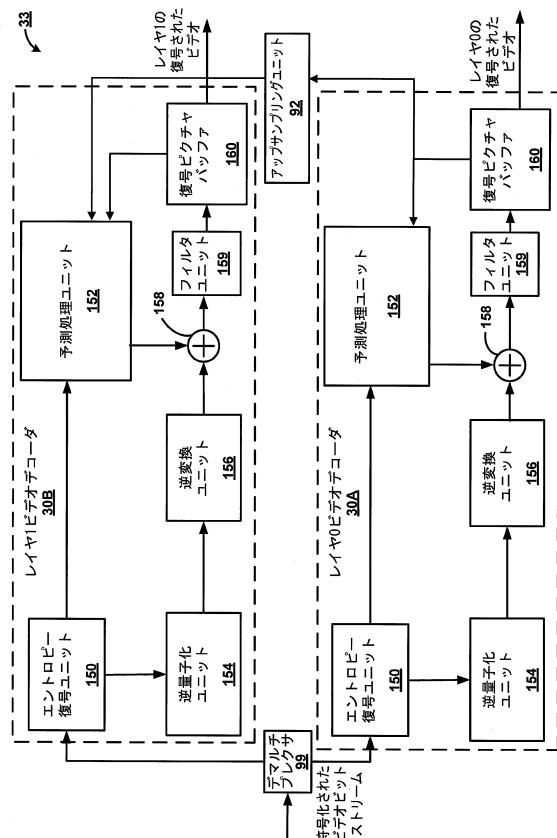 33
レイヤ1の
復号された
ビデオ
予測処理ユニット
152
復号ピクチャ
バッファ
160
フィルタ
ユニット
159
158
レイヤ1ビデオデコーダ
30B
逆変換
ユニット
156
エントロピー
復号ユニット
150
逆量子化
ユニット
154
アップサンプリングユニット
92
デマルチ
プレクサ
99
符号化された
ビデオビット
ストリーム
レイヤ0の
復号された
ビデオ
予測処理ユニット
152
復号ピクチャ
バッファ
160
フィルタ
ユニット
159
158
レイヤ0ビデオデコーダ
30A
逆変換
ユニット
156
エントロピー
復号ユニット
150
逆量子化
ユニット
154